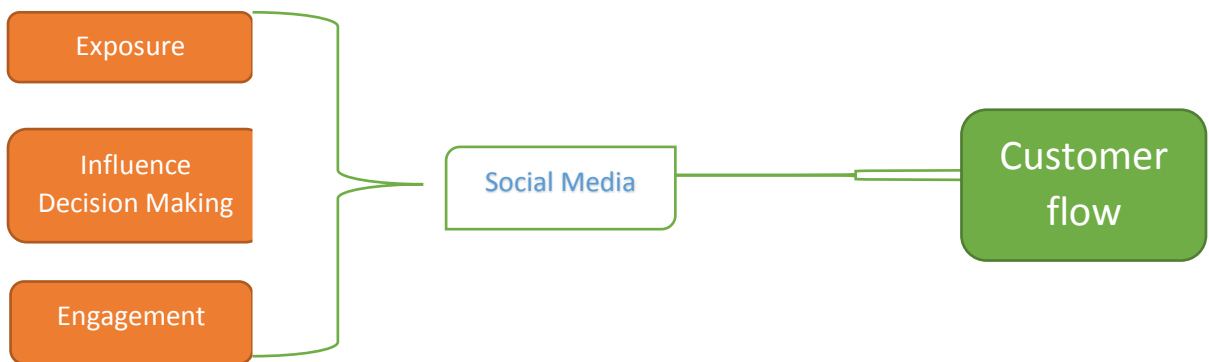 Exposure
Influence
Decision Making
Engagement
Social Media
Customer
flow